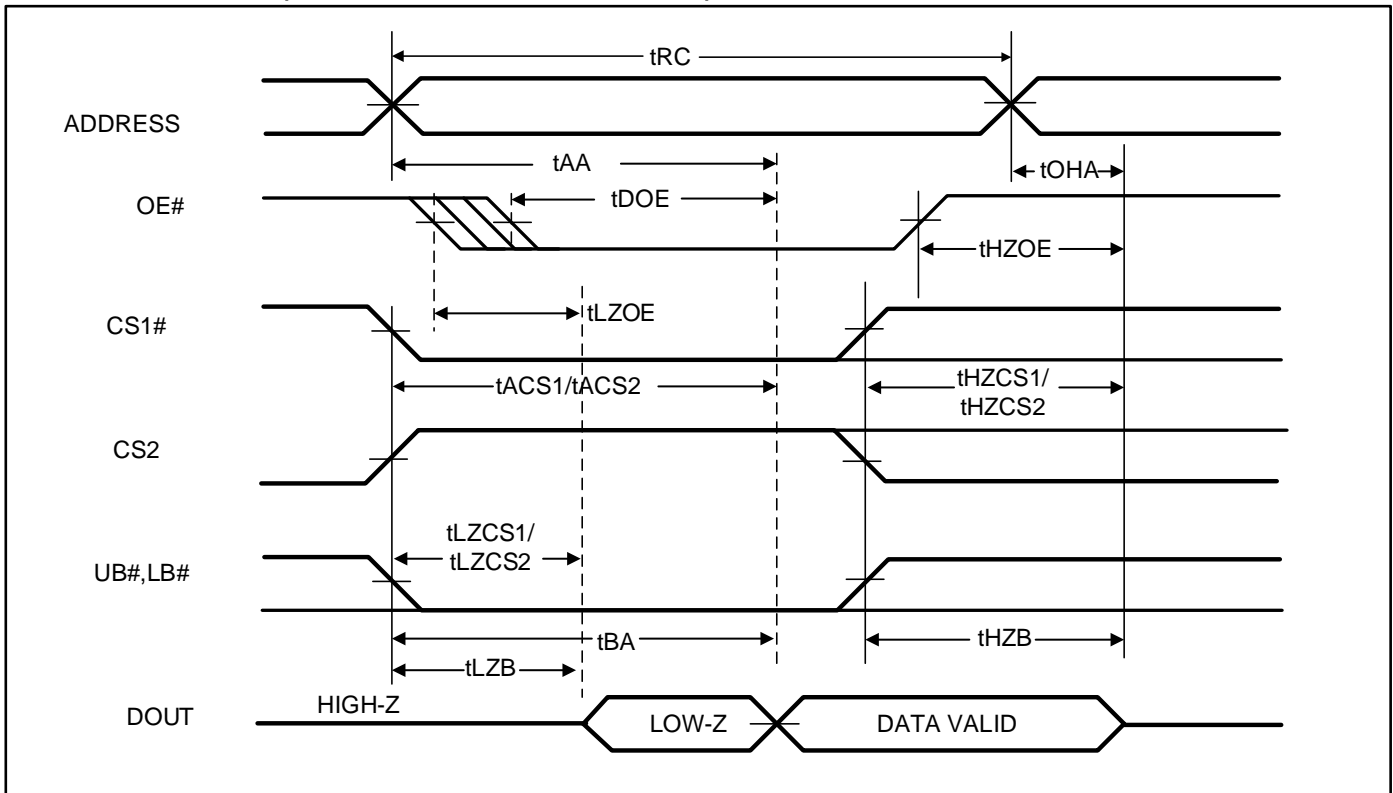 tRC
ADDRESS
tAA
tOHA
OE#
tDOE
tHZOE
tLZOE
CS1#
tACS1/tACS2
tHZCS1/
tHZCS2
CS2
tLZCS1/
tLZCS2
UB#,LB#
tBA
tHZB
tLZB
DOUT
HIGH-Z
LOW-Z
DATA VALID